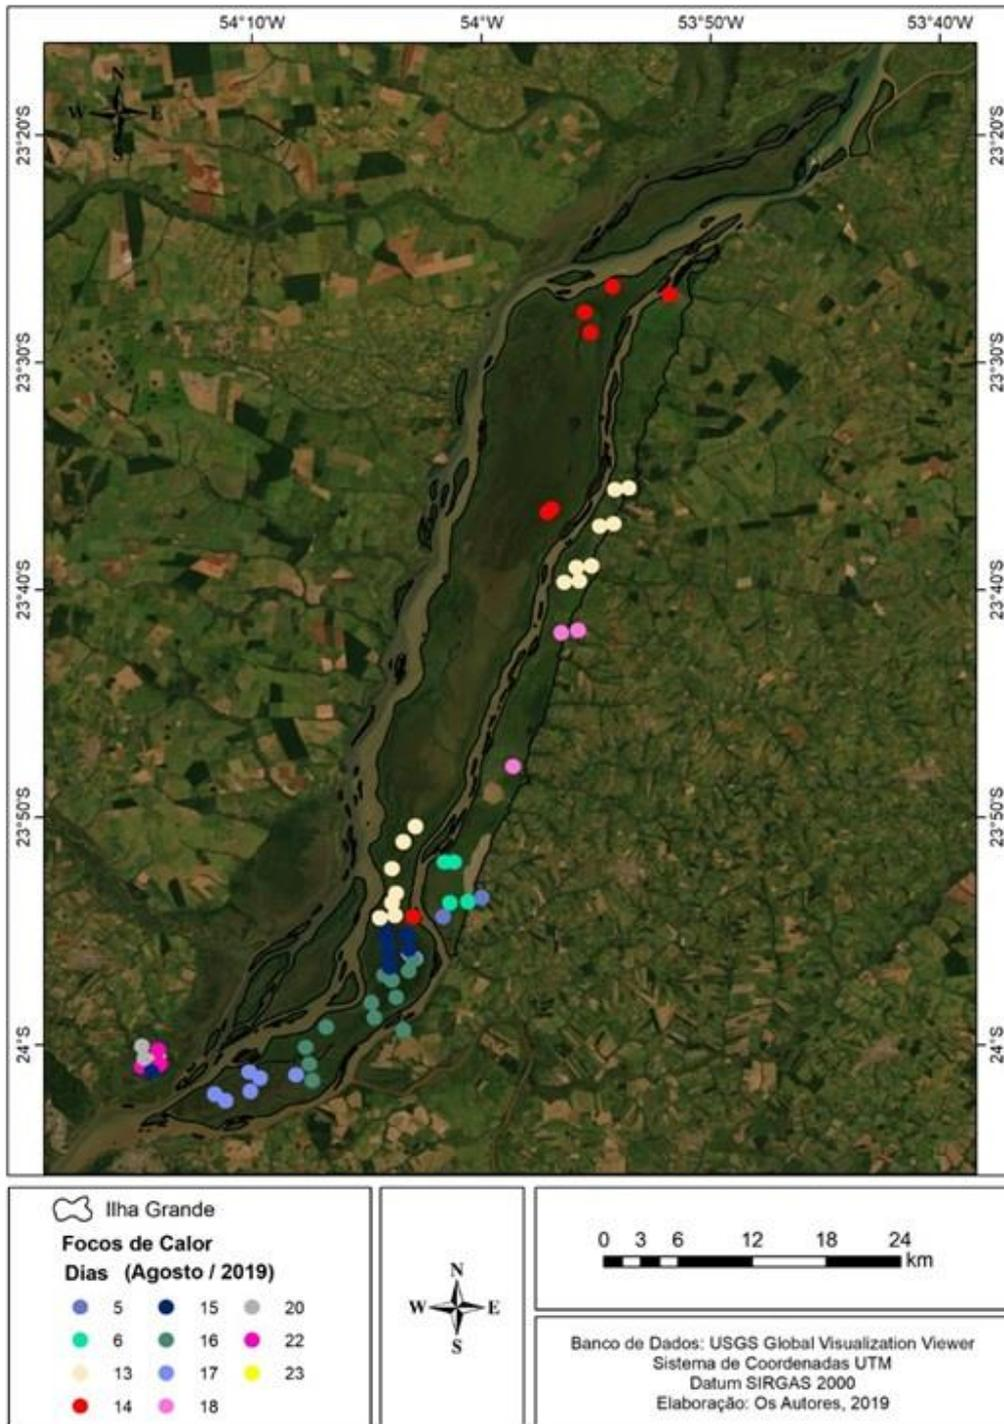 54°10'W 54°W 53°50'W 53°40'W
N
W E
S
23°20'S 23°20'S
23°30'S 23°30'S
23°40'S 23°40'S
23°50'S 23°50'S
24°S 24°S
Ilha Grande
Focos de Calor
Dias (Agosto / 2019)
5 15 20
6 16 22
13 17 23
14 18
N
W E
S
0 3 6 12 18 24
km
Banco de Dados: USGS Global Visualization Viewer
Sistema de Coordenadas UTM
Datum SIRGAS 2000
Elaboração: Os Autores, 2019